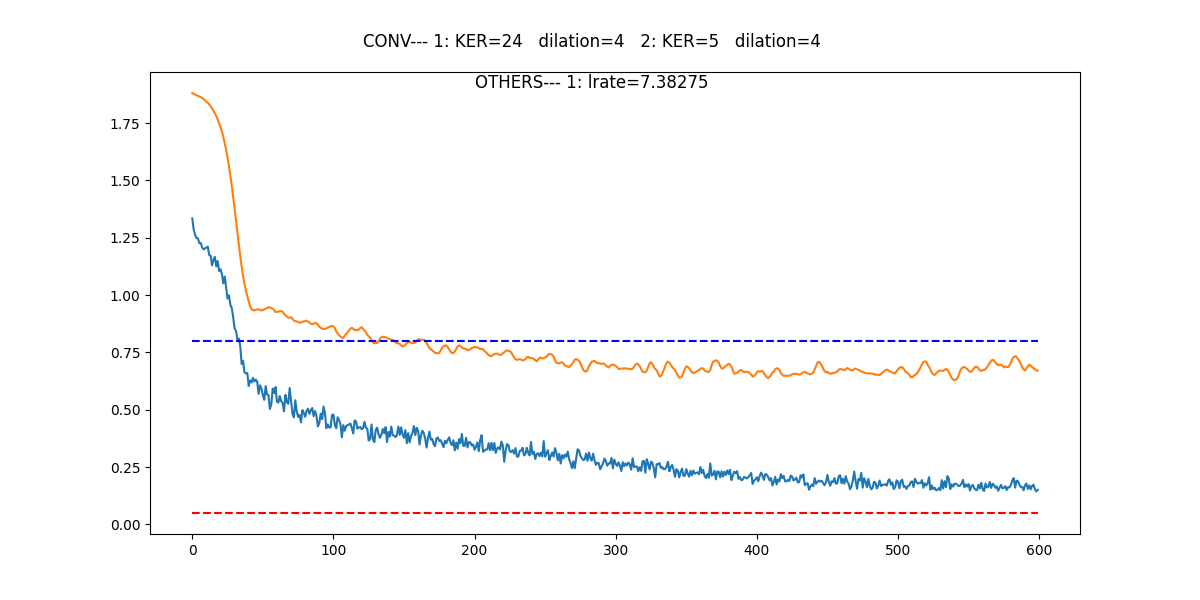 CONV--- 1: KER=24   dilation=4   2: KER=5   dilation=4
OTHERS--- 1: lrate=7.38275
1.75
1.50
1.25
1.00
0.75
0.50
0.25
0.00
0 100 200 300 400 500 600